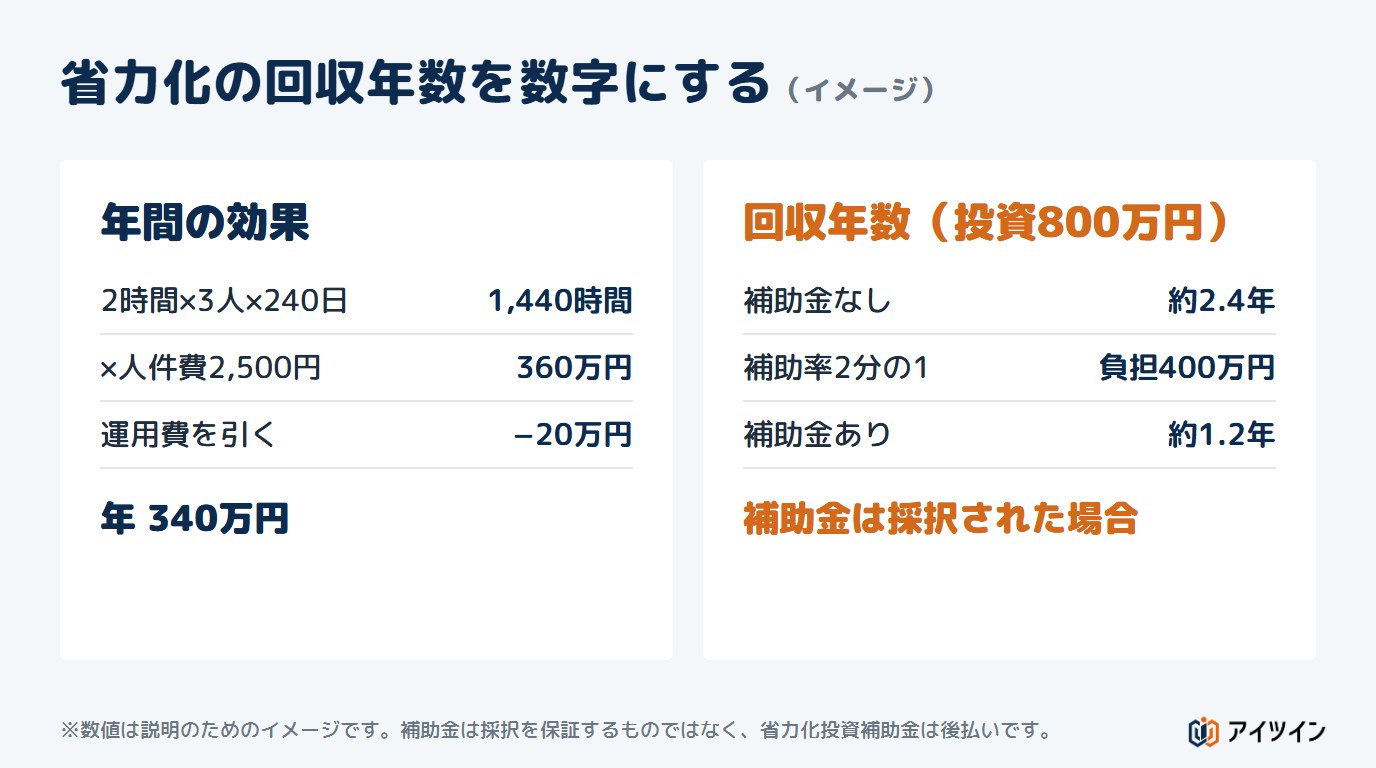 省力化の回収年数を数字にする（イメージ）
年間の効果
2時間×3人×240日 1,440時間
×人件費2,500円 360万円
運用費を引く −20万円
年 340万円
回収年数（投資800万円）
補助金なし 約2.4年
補助率2分の1 負担400万円
補助金あり 約1.2年
補助金は採択された場合
※数値は説明のためのイメージです。補助金は採択を保証するものではなく、省力化投資補助金は後払いです。
アイツイン